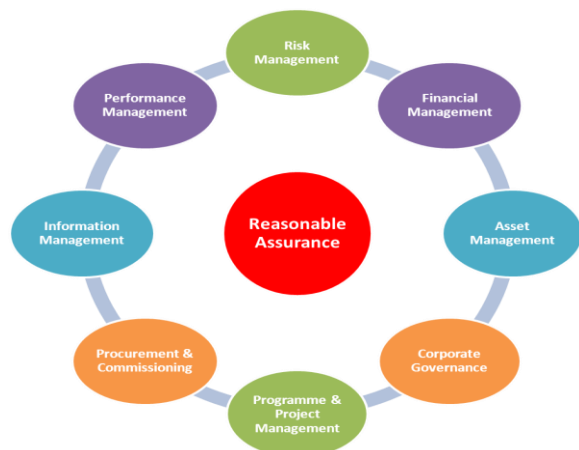 Risk
Management
Performance
Management
Financial
Management
Information
Management
Reasonable
Assurance
Asset
Management
Procurement &
Commissioning
Corporate
Governance
Programme &
Project
Management